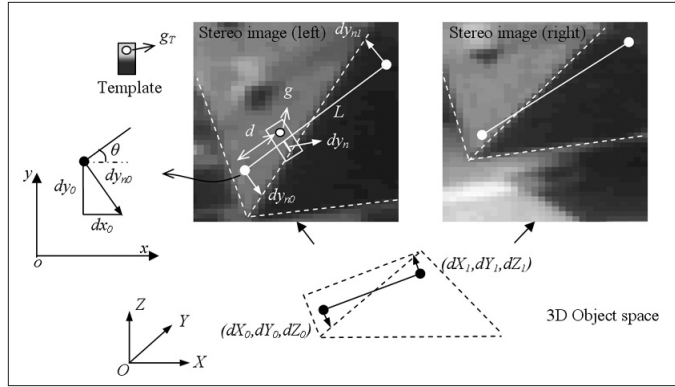 g_T
Template
Stereo image (left)
dy_n1
g
L
d
dy_n
dy_n0
Stereo image (right)
θ
y
dy_0
dy_n0
dx_0
o
x
(dX_1,dY_1,dZ_1)
(dX_0,dY_0,dZ_0)
3D Object space
Z
Y
O
X